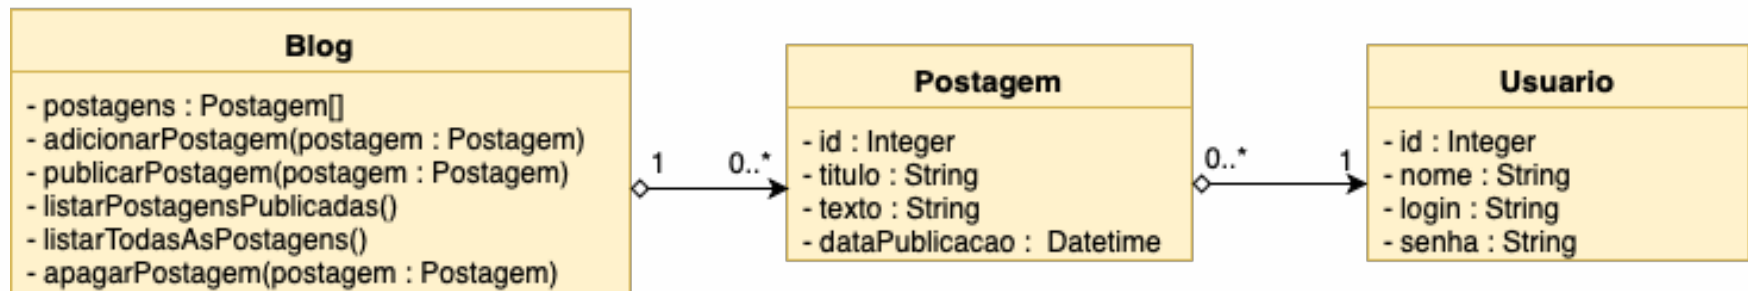 Blog
- postagens : Postagem[]
- adicionarPostagem(postagem : Postagem)
- publicarPostagem(postagem : Postagem)
- listarPostagensPublicadas()
- listarTodasAsPostagens()
- apagarPostagem(postagem : Postagem)
1
0..*
Postagem
- id : Integer
- titulo : String
- texto : String
- dataPublicacao :  Datetime
0..*
1
Usuario
- id : Integer
- nome : String
- login : String
- senha : String